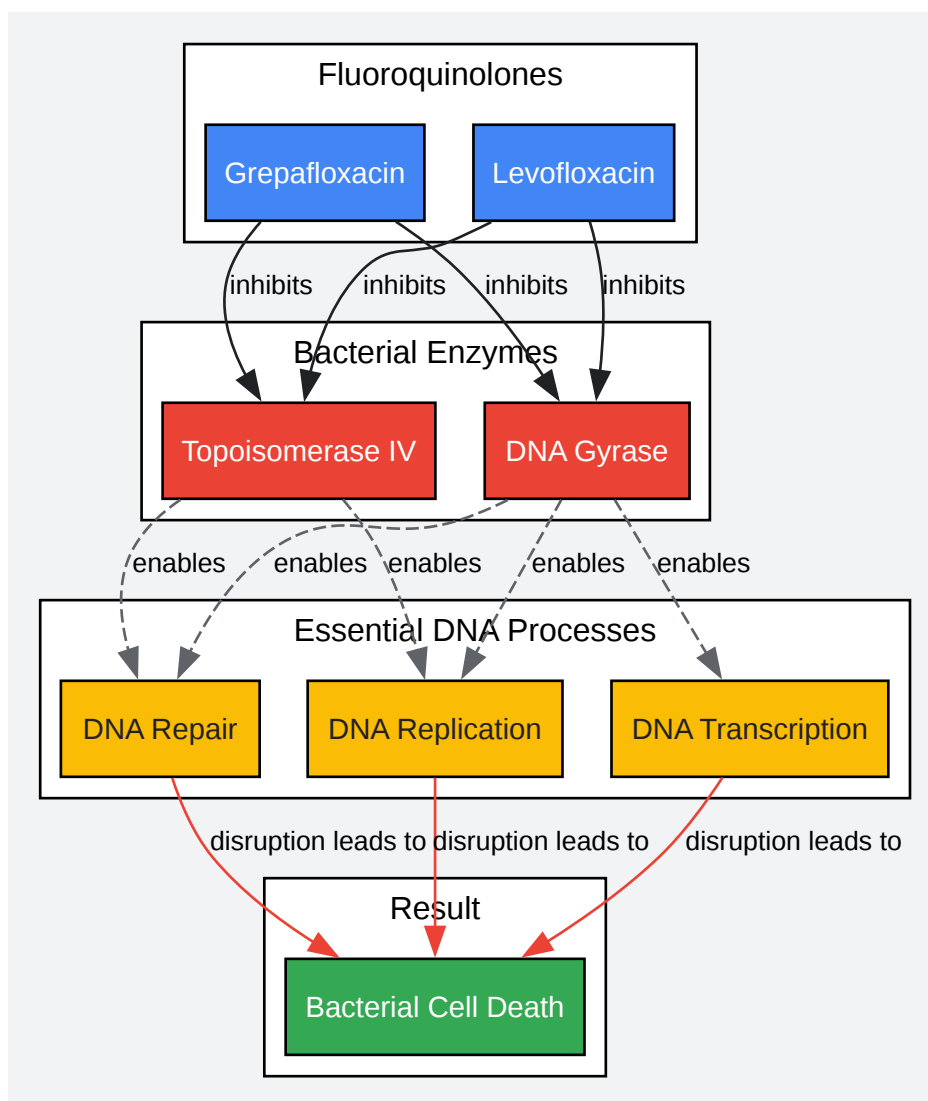 Fluoroquinolones
Grepafloxacin
Levofloxacin
inhibits
inhibits
inhibits
inhibits
Bacterial Enzymes
Topoisomerase IV
DNA Gyrase
enables
enables
enables
enables
enables
Essential DNA Processes
DNA Repair
DNA Replication
DNA Transcription
disruption leads to
disruption leads to
disruption leads to
Result
Bacterial Cell Death